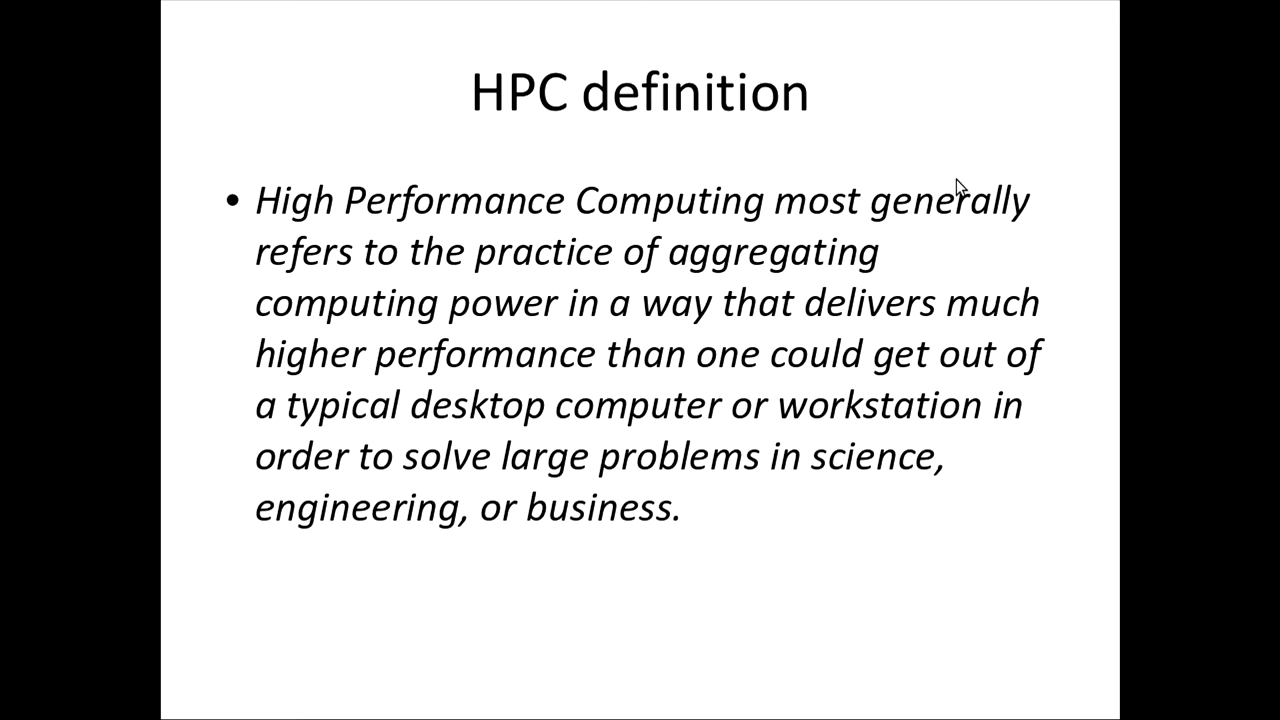 HPC definition
• High Performance Computing most generally
refers to the practice of aggregating
computing power in a way that delivers much
higher performance than one could get out of
a typical desktop computer or workstation in
order to solve large problems in science,
engineering, or business.